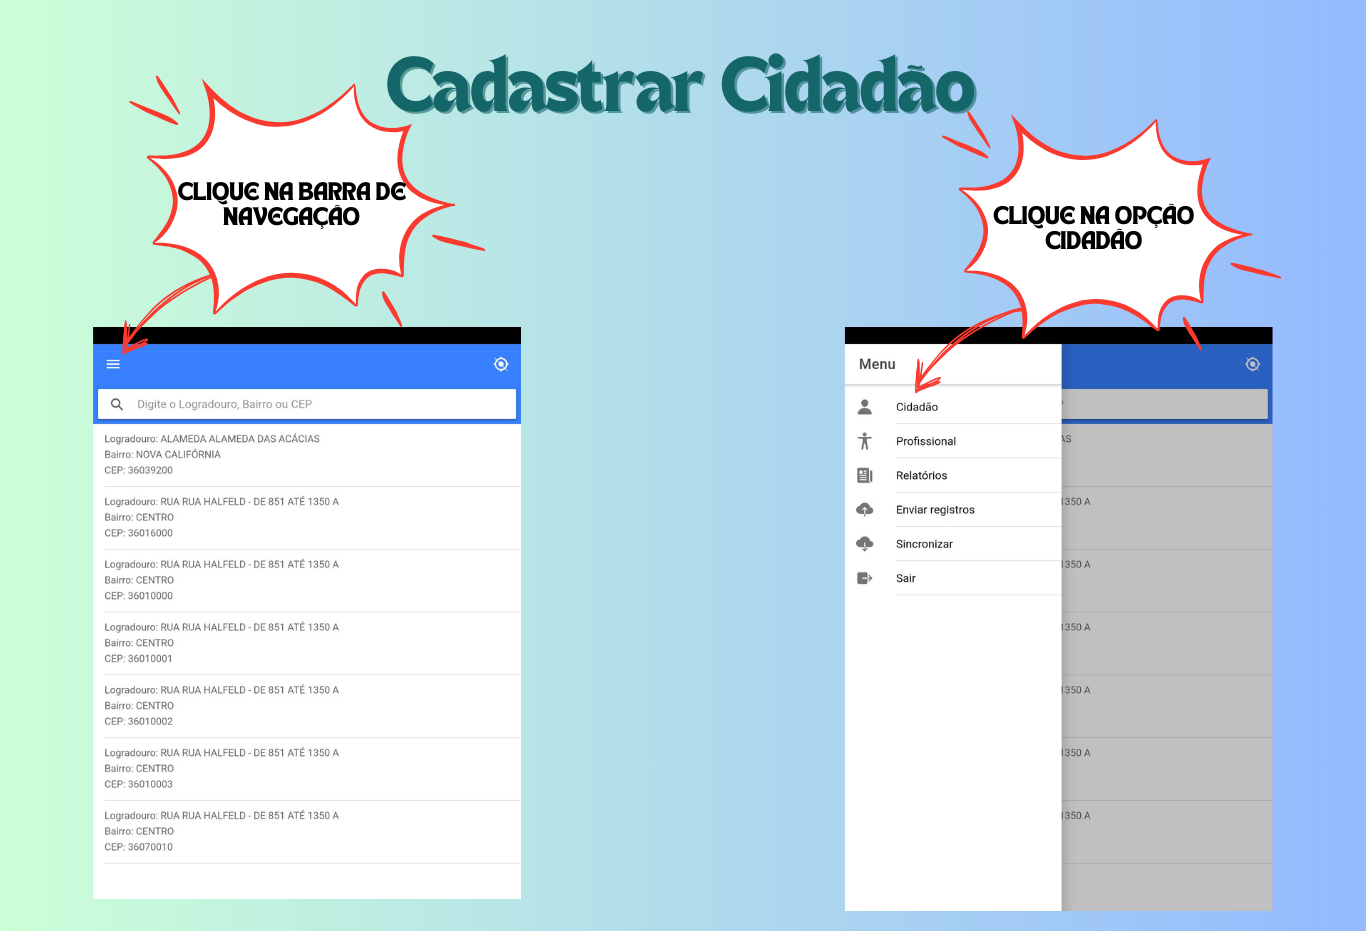 Cadastrar Cidadão
CLIQUE NA BARRA DE
NAVEGAÇÃO
Digite o Logradouro, Bairro ou CEP
Logradouro: ALAMEDA ALAMEDA DAS ACÁCIAS
Bairro: NOVA CALIFÓRNIA
CEP: 36039200
Logradouro: RUA RUA HALFELD - DE 851 ATÉ 1350 A
Bairro: CENTRO
CEP: 36016000
Logradouro: RUA RUA HALFELD - DE 851 ATÉ 1350 A
Bairro: CENTRO
CEP: 36010000
Logradouro: RUA RUA HALFELD - DE 851 ATÉ 1350 A
Bairro: CENTRO
CEP: 36010001
Logradouro: RUA RUA HALFELD - DE 851 ATÉ 1350 A
Bairro: CENTRO
CEP: 36010002
Logradouro: RUA RUA HALFELD - DE 851 ATÉ 1350 A
Bairro: CENTRO
CEP: 36010003
Logradouro: RUA RUA HALFELD - DE 851 ATÉ 1350 A
Bairro: CENTRO
CEP: 36070010
CLIQUE NA OPÇÃO
CIDADÃO
Menu
Cidadão
Profissional
Relatórios
Enviar registros
Sincronizar
Sair
AS
1350 A
1350 A
1350 A
1350 A
1350 A
1350 A